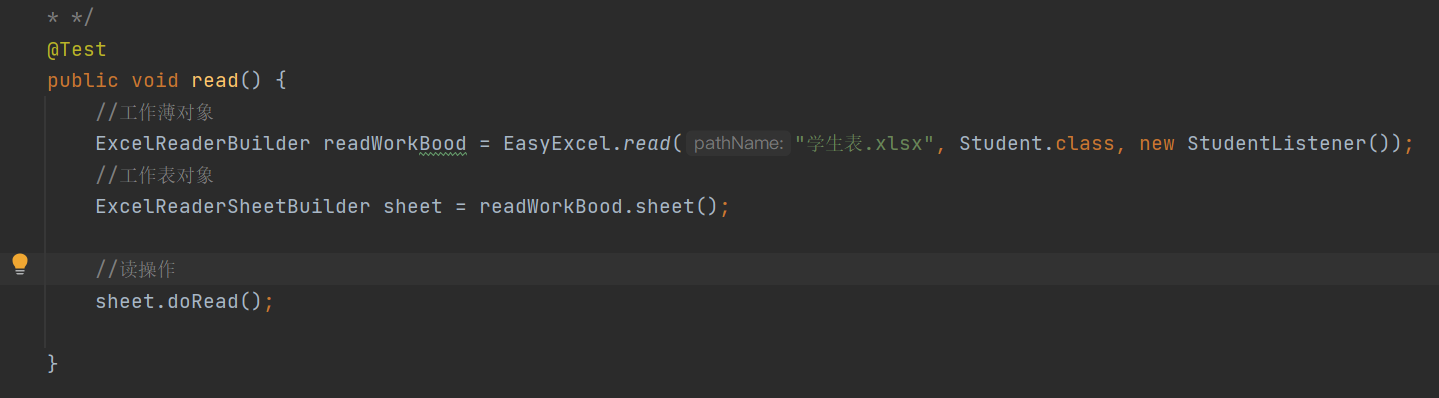 * */
@Test
public void read() {
//工作薄对象
ExcelReaderBuilder readWorkBood = EasyExcel.read( pathName: "学生表.xlsx", Student.class, new StudentListener());
//工作表对象
ExcelReaderSheetBuilder sheet = readWorkBood.sheet();
//读操作
sheet.doRead();
}